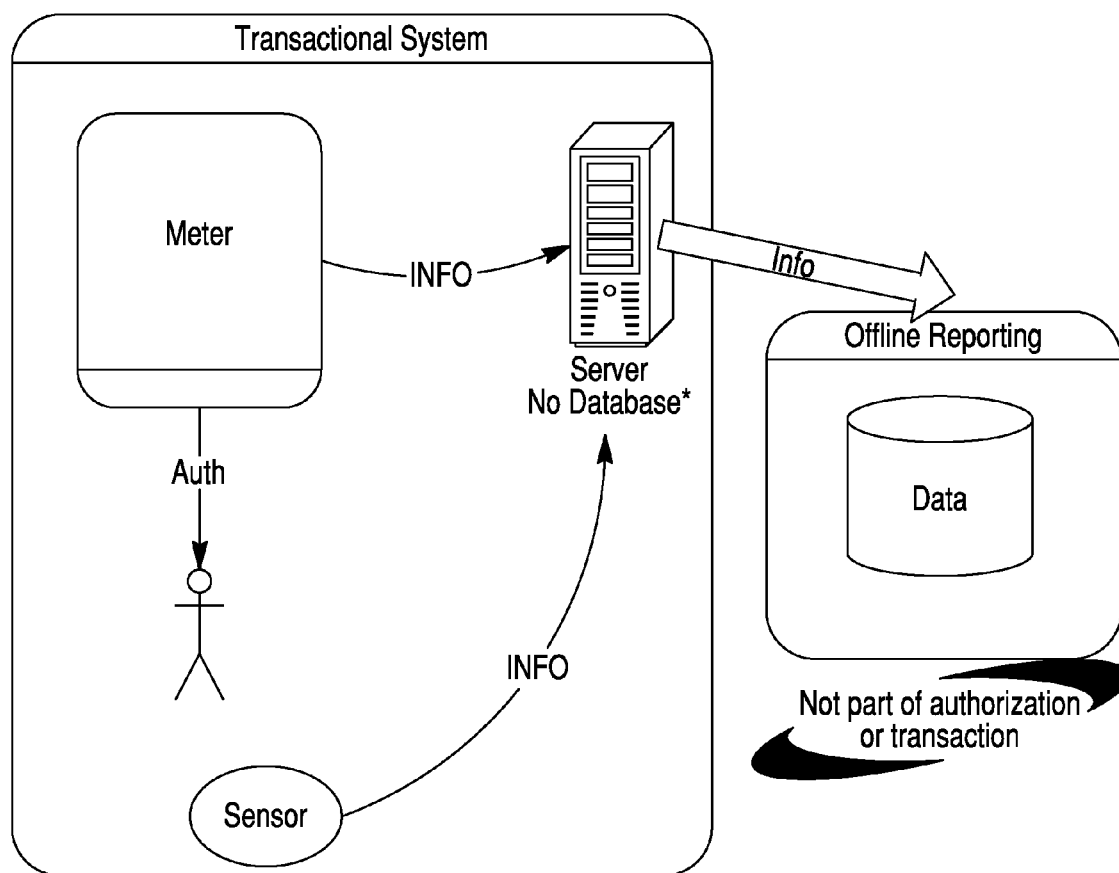 Transactional System
Meter
INFO
Info
Server
No Database*
Offline Reporting
Auth
Data
INFO
Not part of authorization
or transaction
Sensor